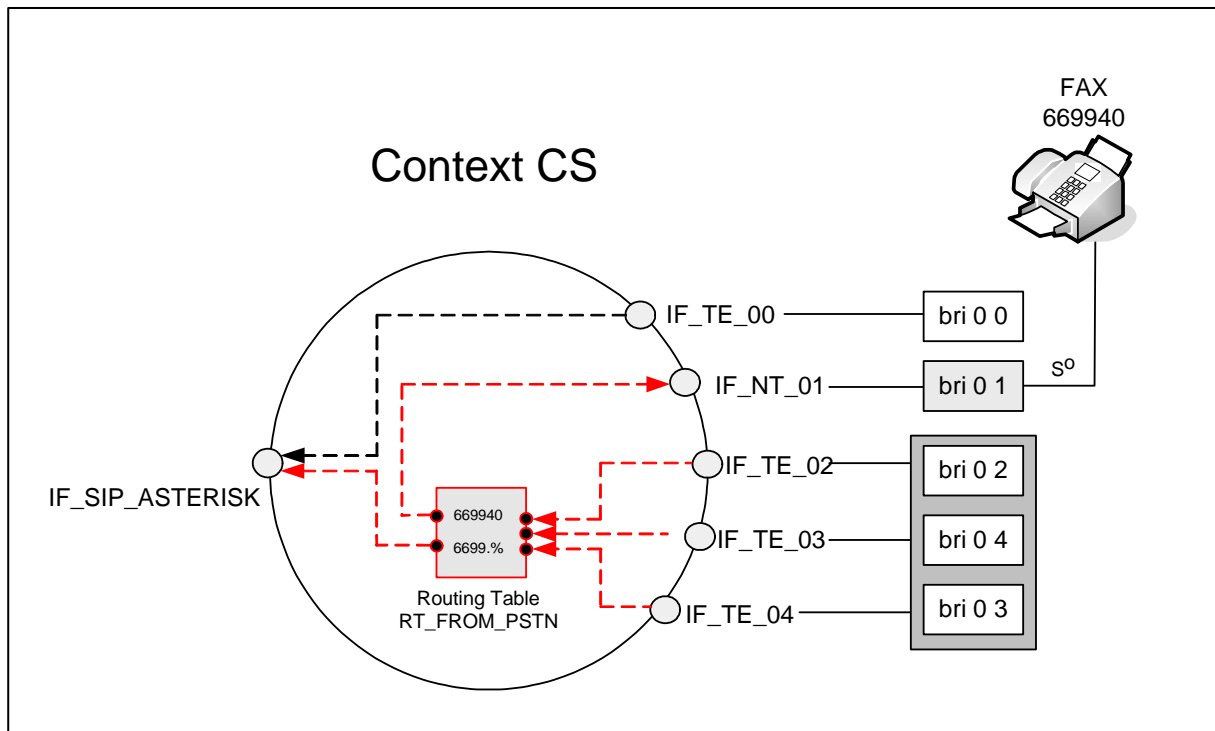 FAX
669940
Context CS
IF_TE_00
bri 0 0
IF_NT_01
bri 0 1
S⁰
IF_TE_02
bri 0 2
IF_SIP_ASTERISK
669940
6699.%
IF_TE_03
bri 0 4
Routing Table
RT_FROM_PSTN
IF_TE_04
bri 0 3